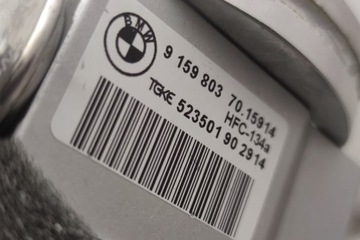 BMW
9 159 803 70.15914
HFC-134a
TGKE 523501 90 2914